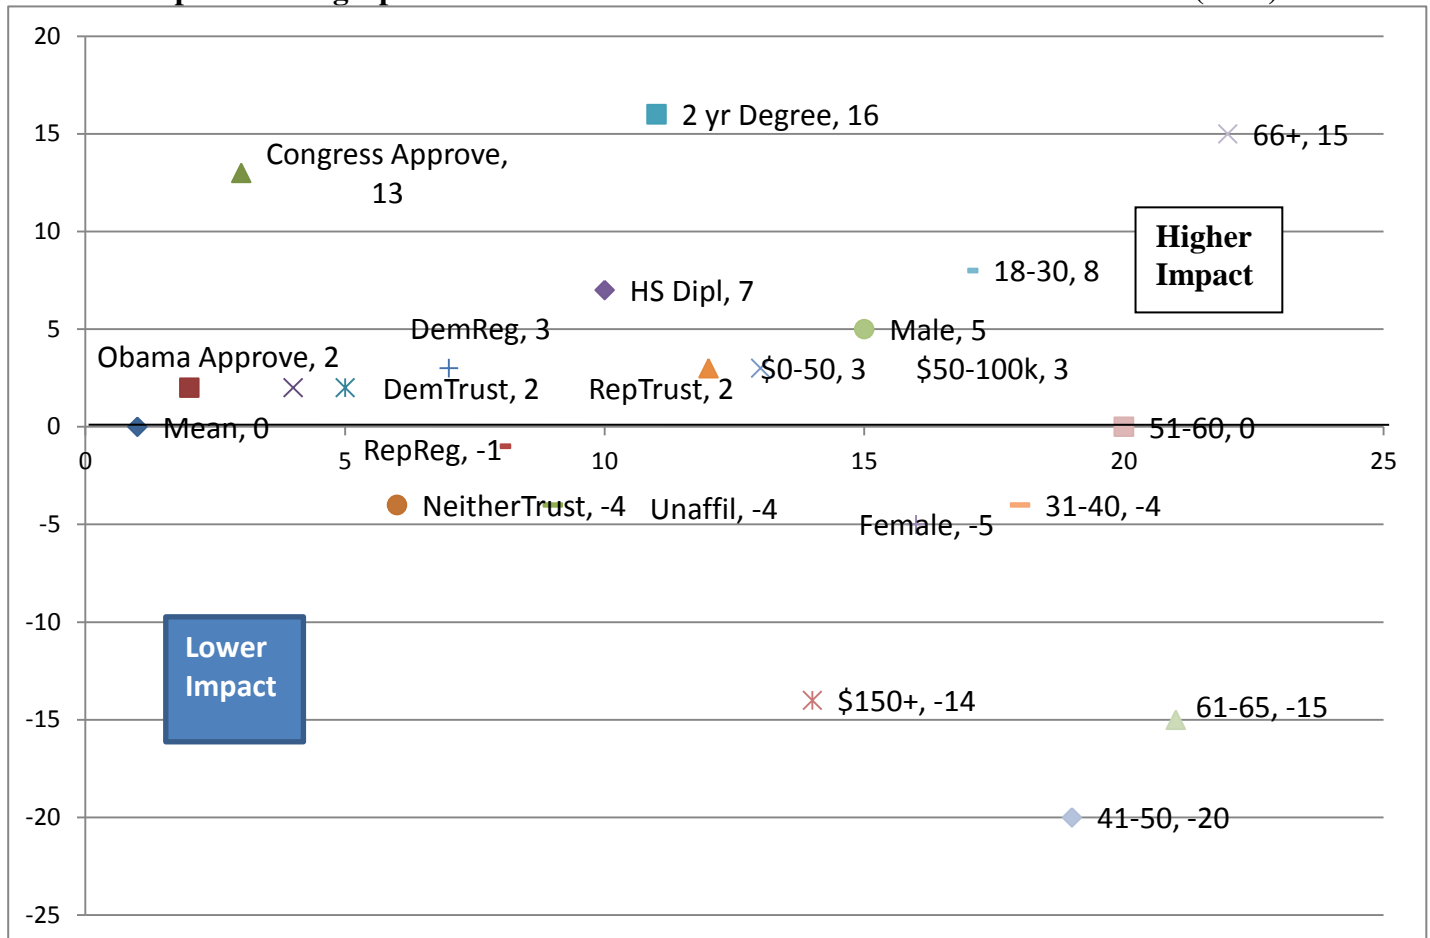 20
2 yr Degree, 16
15
66+, 15
Congress Approve,
13
10
Higher
Impact
18-30, 8
HS Dipl, 7
5
DemReg, 3
Male, 5
Obama Approve, 2
$0-50, 3
$50-100k, 3
DemTrust, 2
RepTrust, 2
0
Mean, 0
51-60, 0
RepReg, -1
0
5
10
15
20
25
NeitherTrust, -4
Unaffil, -4
31-40, -4
-5
Female, -5
-10
Lower
Impact
$150+, -14
-15
61-65, -15
-20
41-50, -20
-25